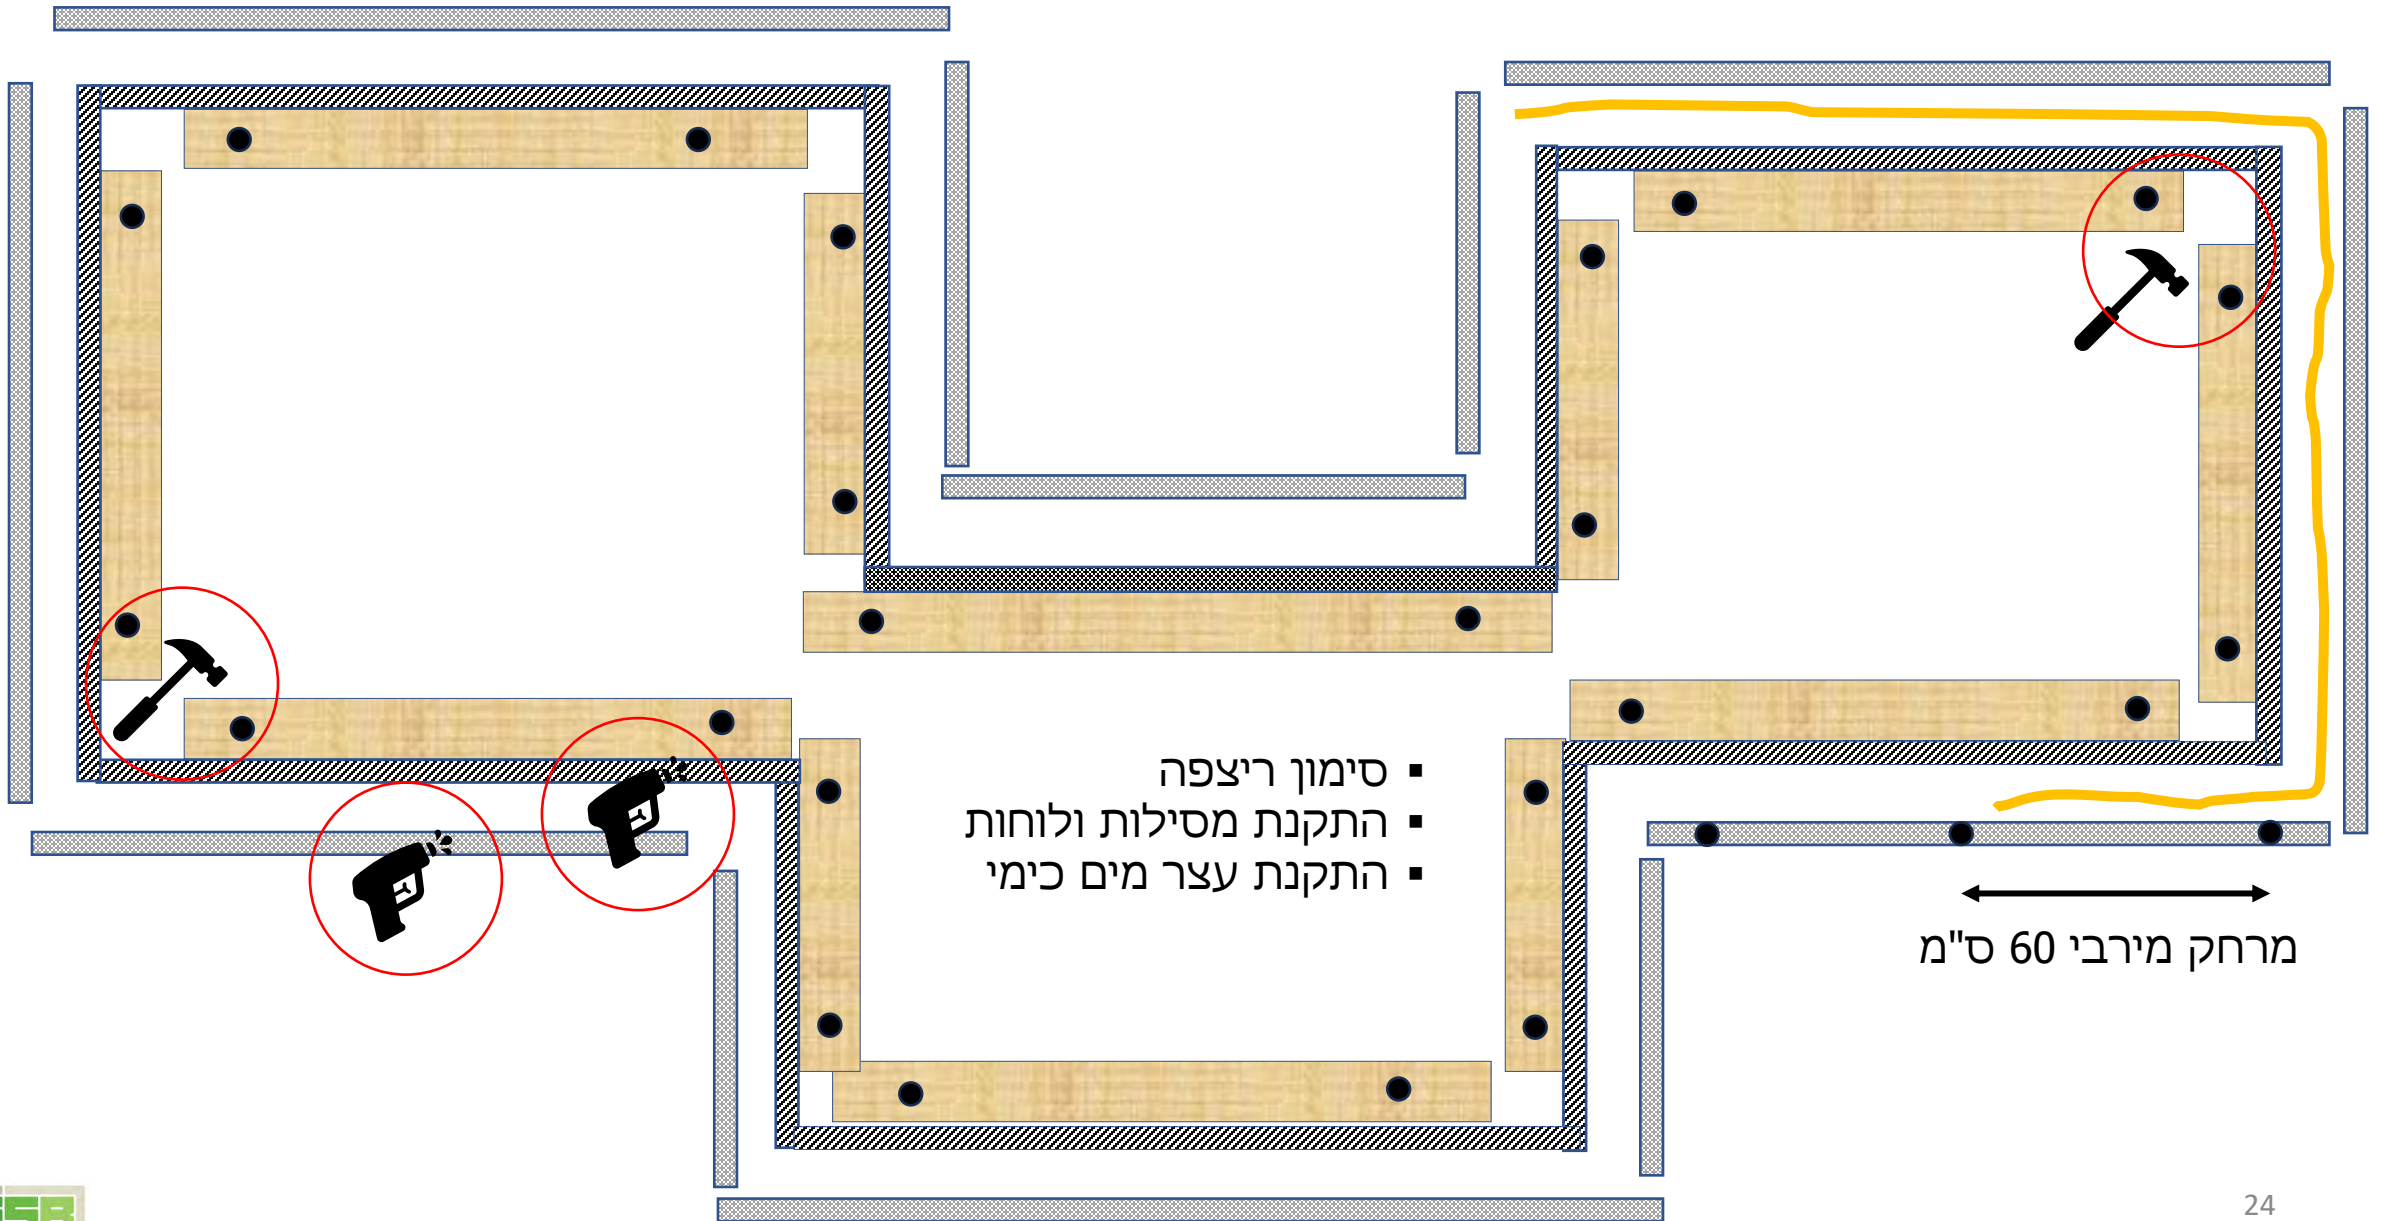 ▪ סימון ריצפה
▪ התקנת מסילות ולוחות
▪ התקנת עצר מים כימי
מרחק מירבי 60 ס"מ
24